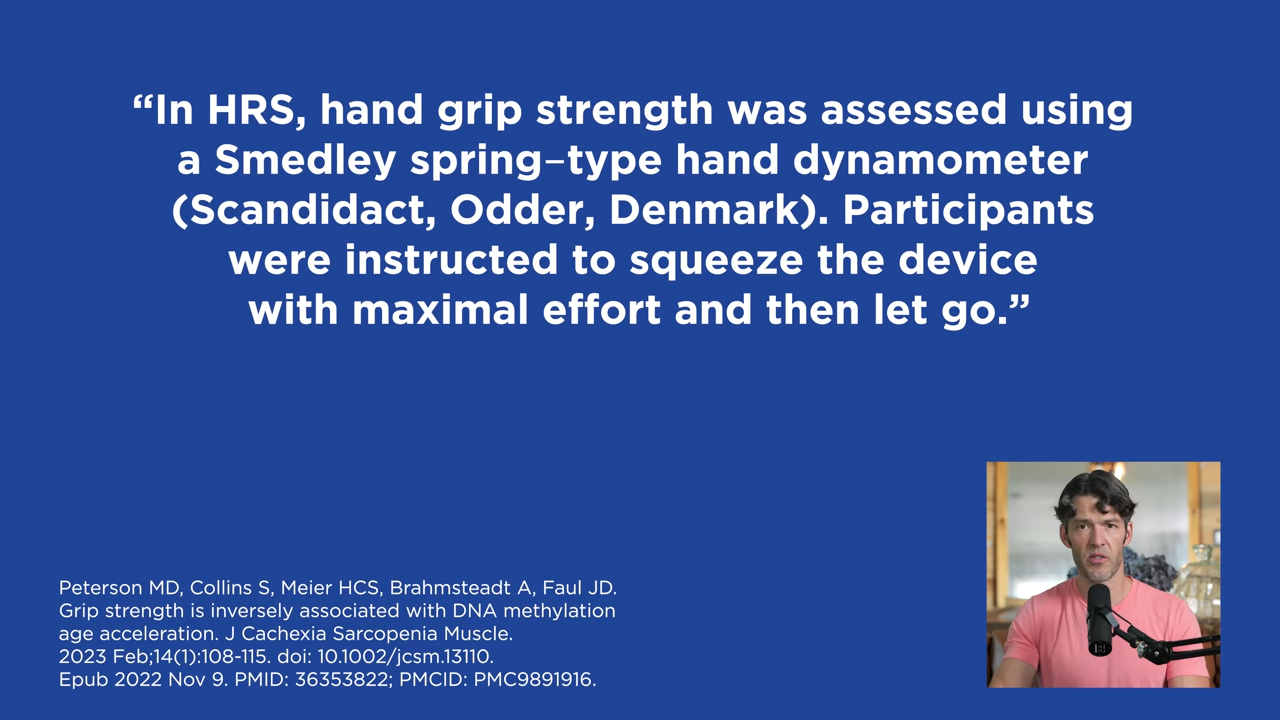 “In HRS, hand grip strength was assessed using
a Smedley spring–type hand dynamometer
(Scandidact, Odder, Denmark). Participants
were instructed to squeeze the device
with maximal effort and then let go.”
Peterson MD, Collins S, Meier HCS, Brahmsteadt A, Faul JD.
Grip strength is inversely associated with DNA methylation
age acceleration. J Cachexia Sarcopenia Muscle.
2023 Feb;14(1):108-115. doi: 10.1002/jcsm.13110.
Epub 2022 Nov 9. PMID: 36353822; PMCID: PMC9891916.